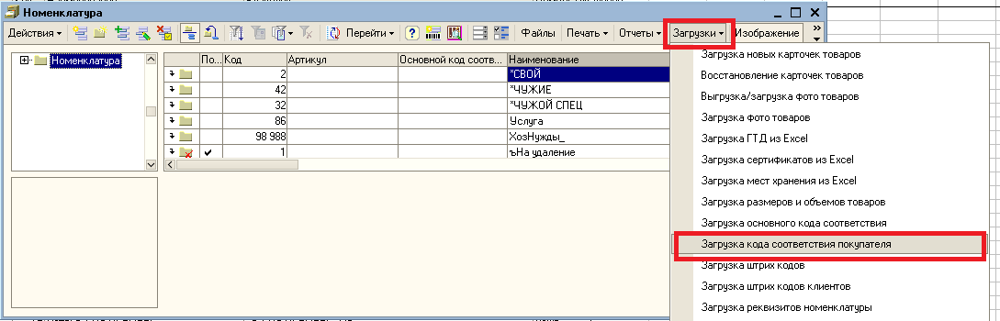 Номенклатура
Действия Перейти Файлы Печать Отчеты Загрузки Изображение
Номенклатура
По... Код Артикул Основной код соотв... Наименование
2 *СВОЙ
42 *ЧУЖИЕ
32 *ЧУЖОЙ СПЕЦ
86 Услуга
98 988 ХозНужды_
1 ъНа удаление
Загрузка новых карточек товаров
Восстановление карточек товаров
Выгрузка/загрузка фото товаров
Загрузка фото товаров
Загрузка ГТД из Excel
Загрузка сертификатов из Excel
Загрузка мест хранения из Excel
Загрузка размеров и объемов товаров
Загрузка основного кода соответствия
Загрузка кода соответствия покупателя
Загрузка штрих кодов
Загрузка штрих кодов клиентов
Загрузка реквизитов номенклатуры